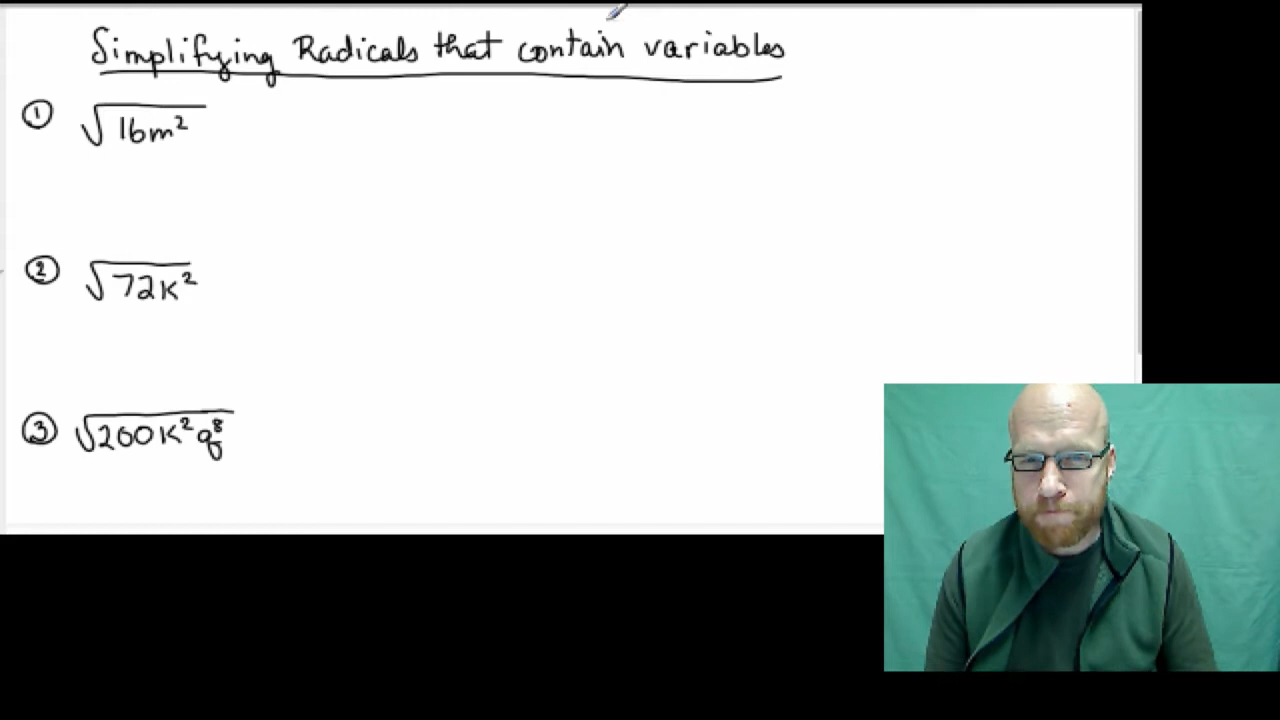 Simplifying Radicals that contain variables
① √16m²
② √72k²
③ √200k²q⁸